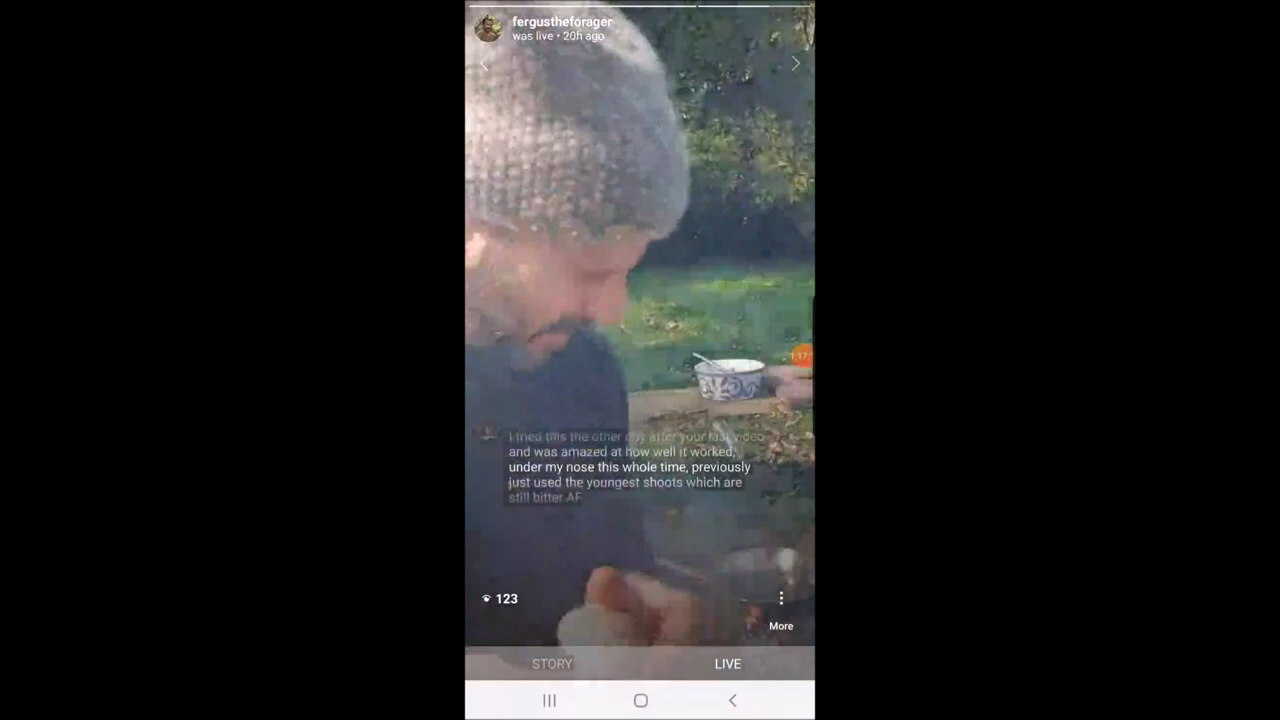 fergustheforager
was live • 20h ago
1:17:
I tried this the other day after your last video
and was amazed at how well it worked,
under my nose this whole time, previously
just used the youngest shoots which are
still bitter AF
123
More
STORY
LIVE